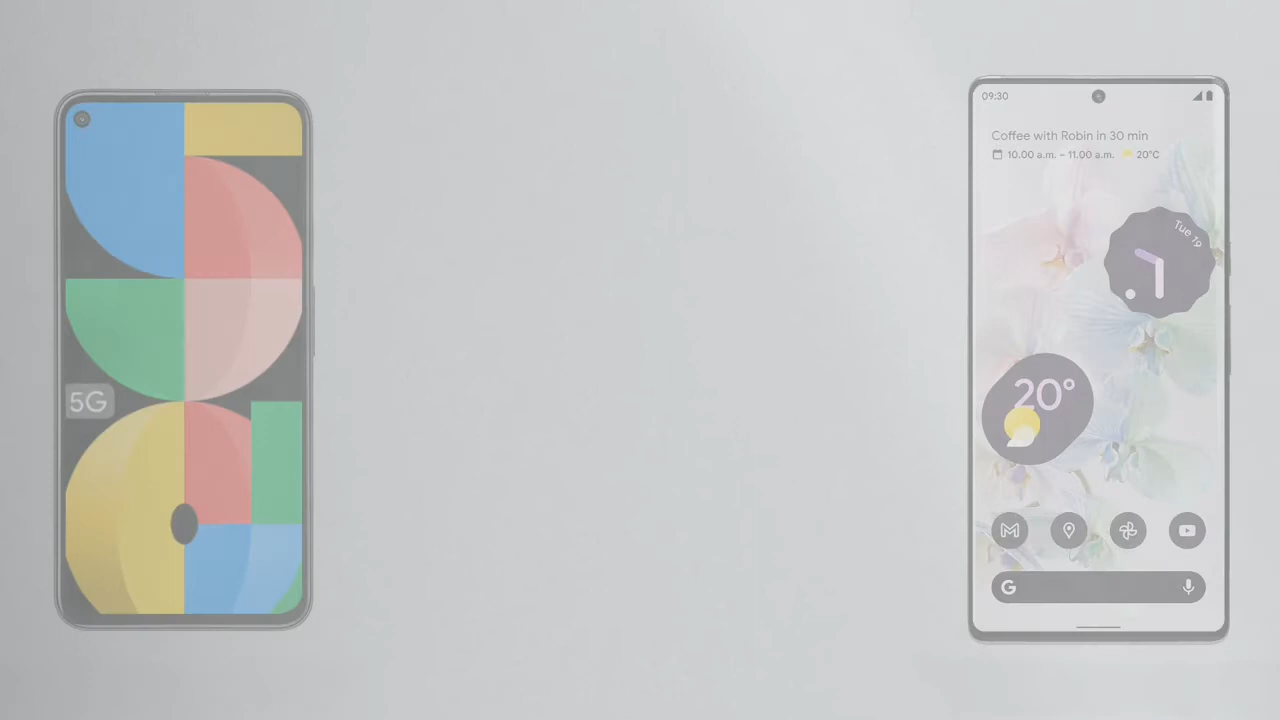 5G
09:30
Coffee with Robin in 30 min
10.00 a.m. – 11.00 a.m. 20°C
Tue 19
20°
G